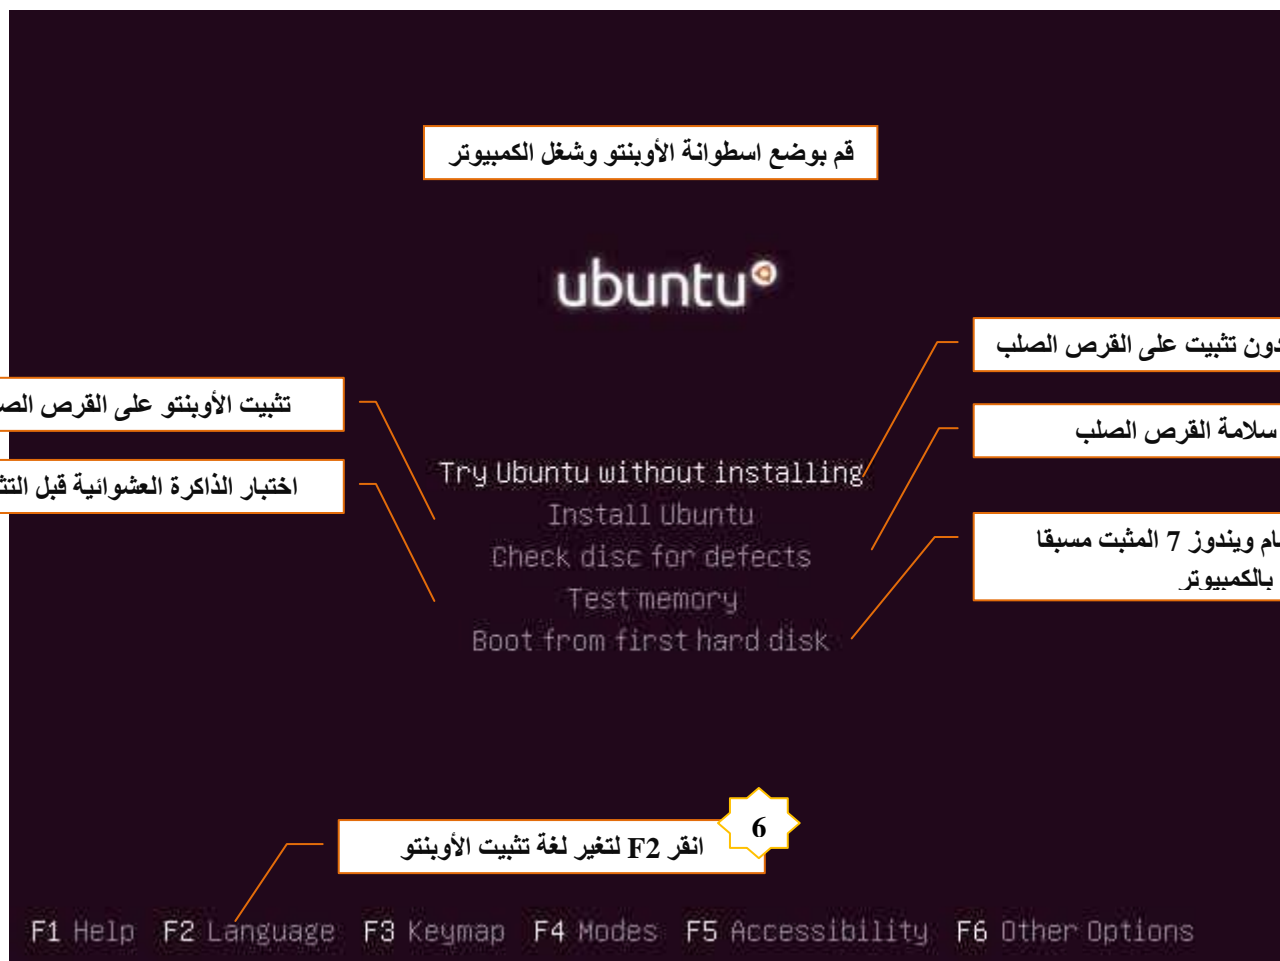 قم بوضع اسطوانة الأوبنتو وشغل الكمبيوتر
ubuntu
دون تثبيت على القرص الصلب
تثبيت الأوبنتو على القرص
سلامة القرص الصلب
Try Ubuntu without installing
اختبار الذاكرة العشوائية قبل
Install Ubuntu
ويندوز 7 المثبت مسبقا
بالكمبيوتر
Check disc for defects
Test memory
Boot from first hard disk
6
انقر F2 لتغير لغة تثبيت الأوبنتو
F1 Help F2 Language F3 Keymap F4 Modes F5 Accessibility F6 Other Options